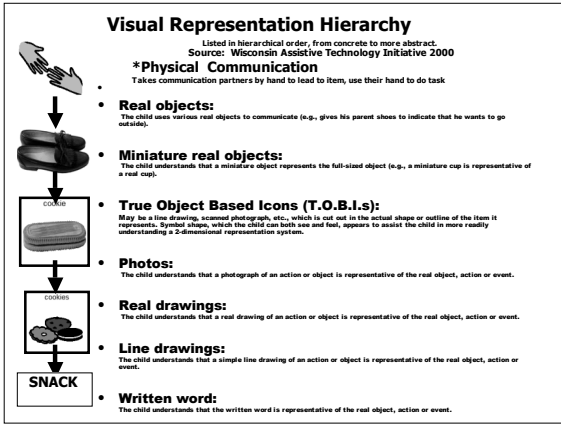 Visual Representation Hierarchy
Listed in hierarchical order, from concrete to more abstract.
Source: Wisconsin Assistive Technology Initiative 2000
*Physical Communication
Takes communication partners by hand to lead to item, use their hand to do task
•
• Real objects:
The child uses various real objects to communicate (e.g., gives his parent shoes to indicate that he wants to go
outside).
• Miniature real objects:
The child understands that a miniature object represents the full-sized object (e.g., a miniature cup is representative of
a real cup).
cookie
• True Object Based Icons (T.O.B.I.s):
May be a line drawing, scanned photograph, etc., which is cut out in the actual shape or outline of the item it
represents. Symbol shape, which the child can both see and feel, appears to assist the child in more readily
understanding a 2-dimensional representation system.
• Photos:
The child understands that a photograph of an action or object is representative of the real object, action or event.
cookies
• Real drawings:
The child understands that a real drawing of an action or object is representative of the real object, action or event.
• Line drawings:
The child understands that a simple line drawing of an action or object is representative of the real object, action or
event.
SNACK
• Written word:
The child understands that the written word is representative of the real object, action or event.